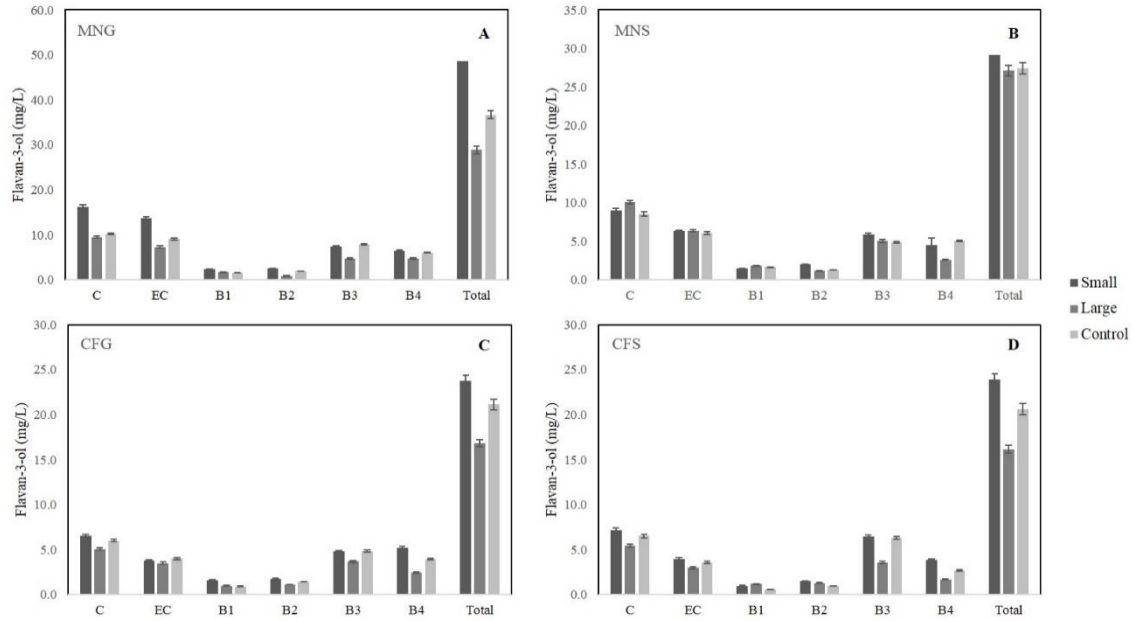 MNG
A
Flavan-3-ol (mg/L)
60.0
50.0
40.0
30.0
20.0
10.0
0.0
C EC B1 B2 B3 B4 Total
MNS
B
Flavan-3-ol (mg/L)
35.0
30.0
25.0
20.0
15.0
10.0
5.0
0.0
C EC B1 B2 B3 B4 Total
Small
Large
Control
CFG
C
Flavan-3-ol (mg/L)
30.0
25.0
20.0
15.0
10.0
5.0
0.0
C EC B1 B2 B3 B4 Total
CFS
D
Flavan-3-ol (mg/L)
30.0
25.0
20.0
15.0
10.0
5.0
0.0
C EC B1 B2 B3 B4 Total